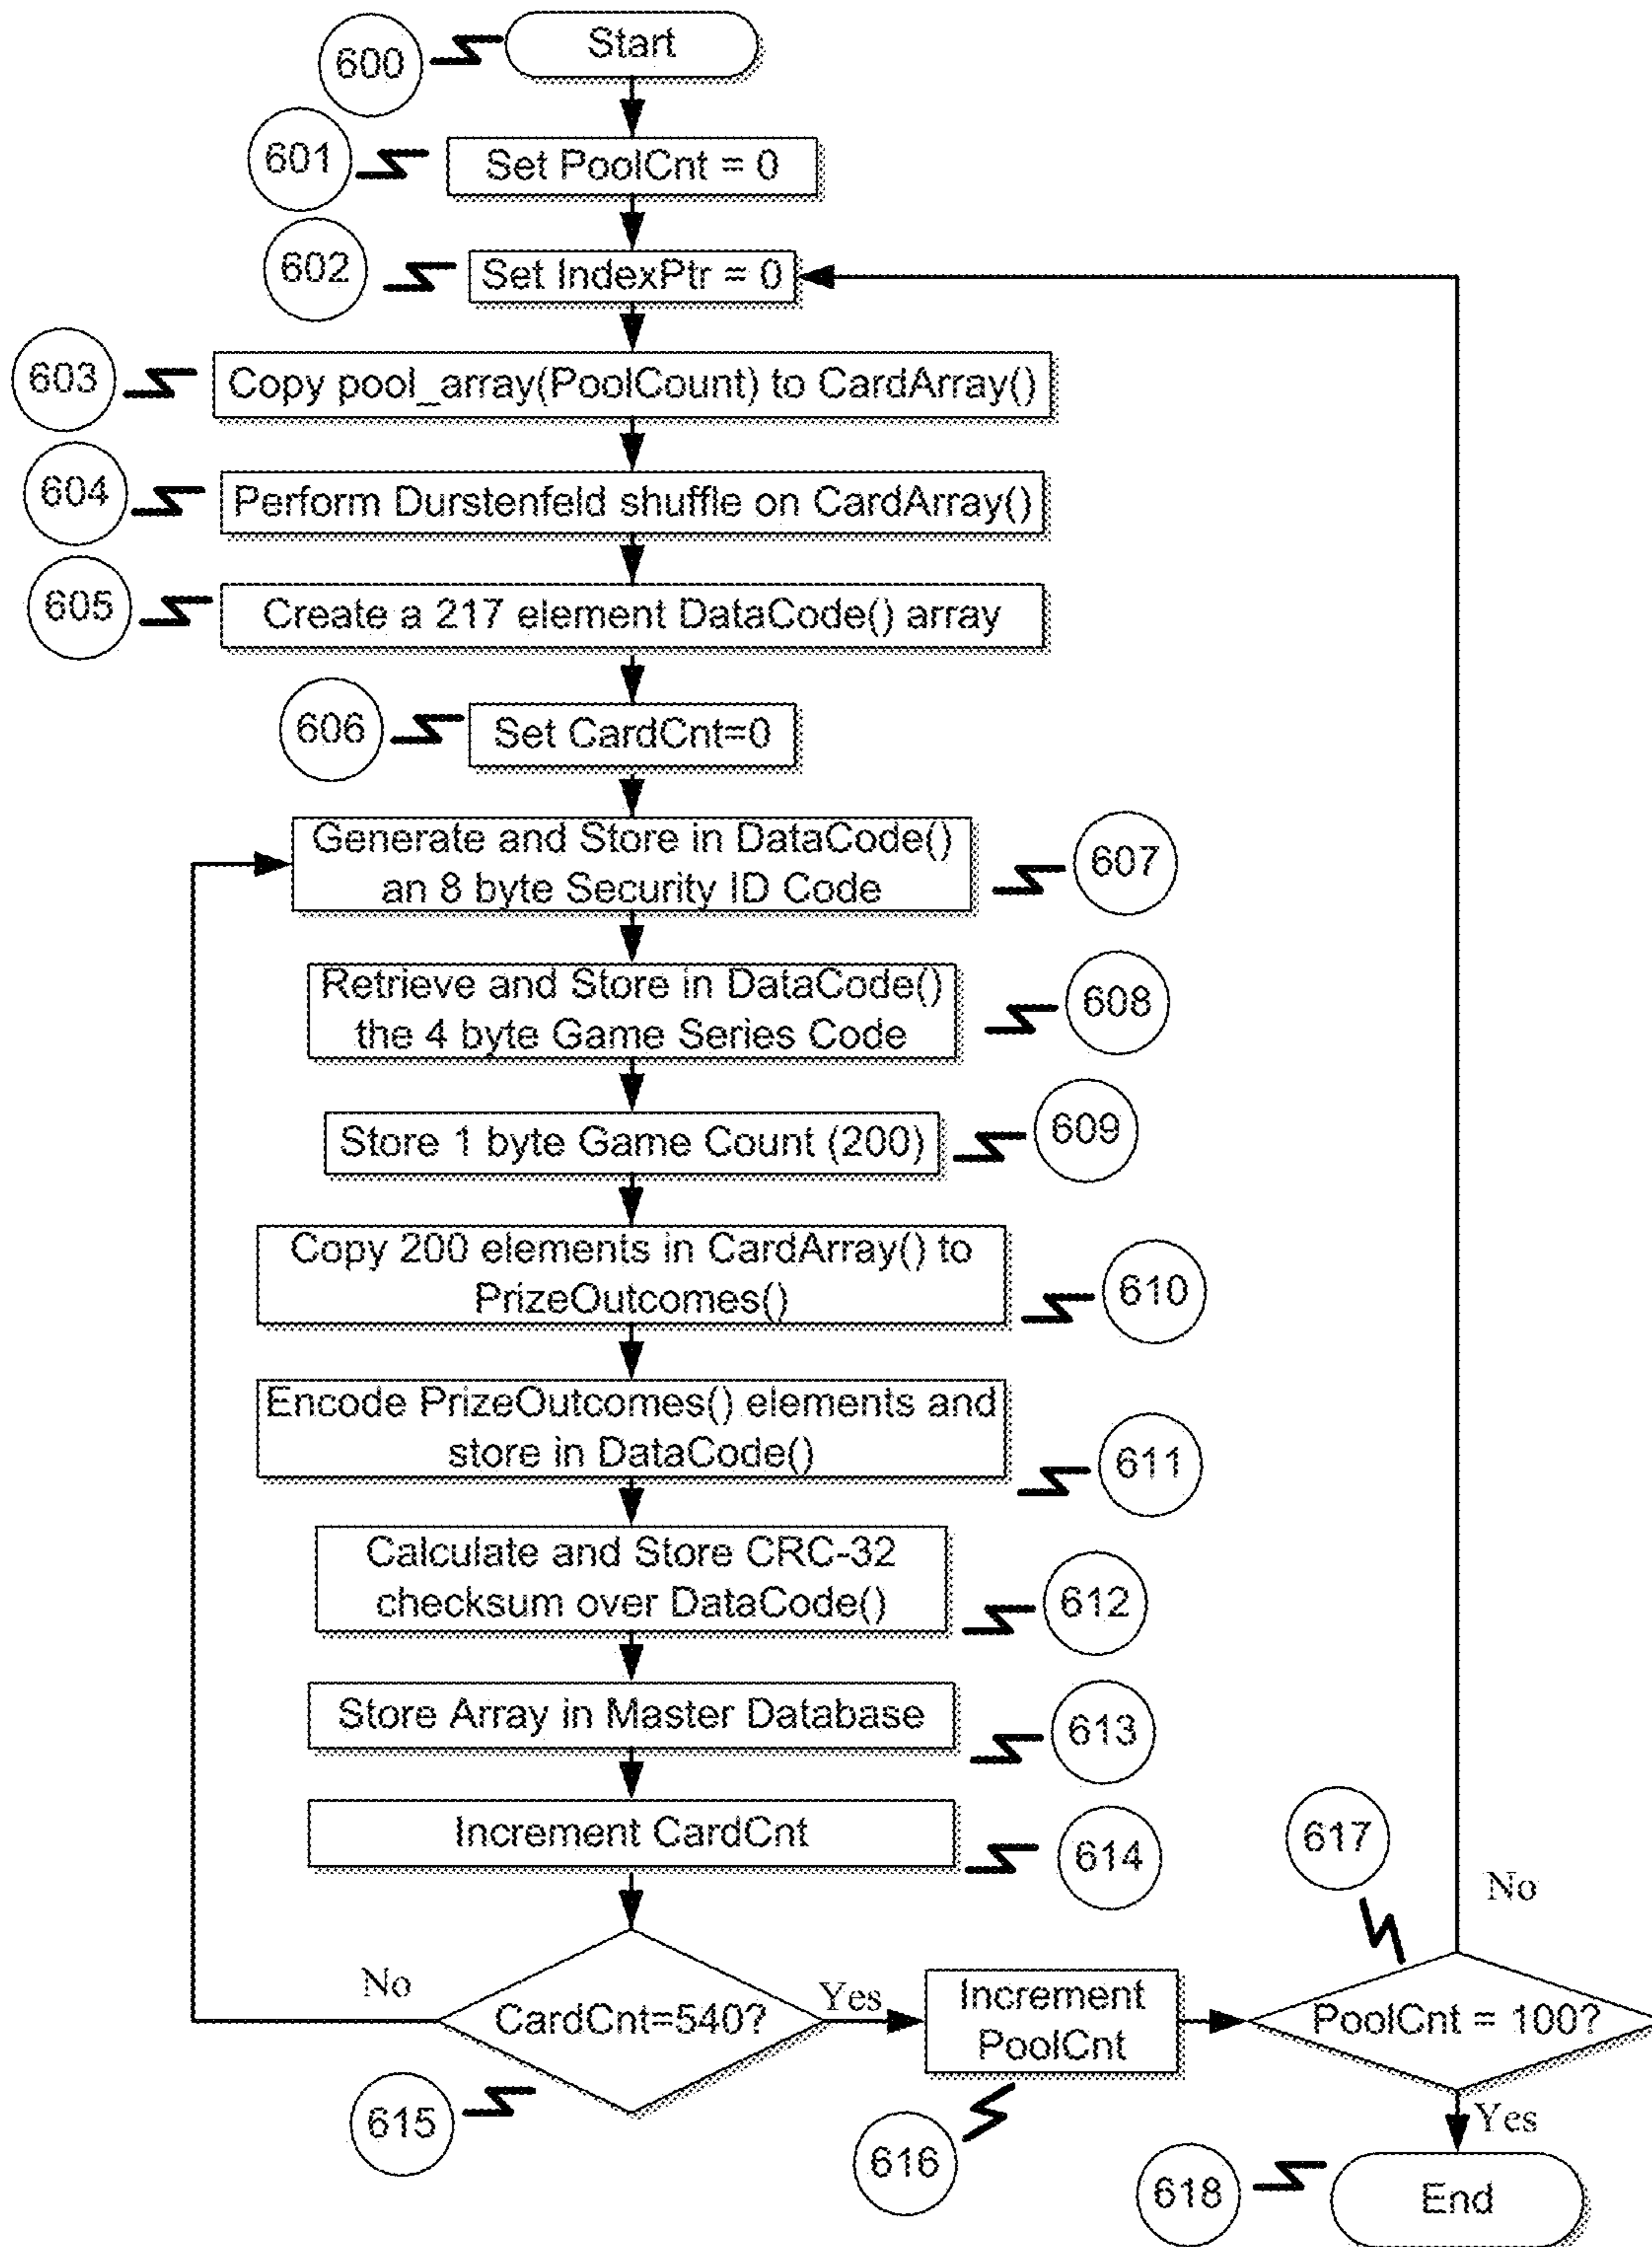 600
Start
601
Set PoolCnt = 0
602
Set IndexPtr = 0
603
Copy pool_array(PoolCount) to CardArray()
604
Perform Durstenfeld shuffle on CardArray()
605
Create a 217 element DataCode() array
606
Set CardCnt=0
Generate and Store in DataCode()
an 8 byte Security ID Code
607
Retrieve and Store in DataCode()
the 4 byte Game Series Code
608
Store 1 byte Game Count (200)
609
Copy 200 elements in CardArray() to
PrizeOutcomes()
610
Encode PrizeOutcomes() elements and
store in DataCode()
611
Calculate and Store CRC-32
checksum over DataCode()
612
Store Array in Master Database
613
Increment CardCnt
614
617
No
No
CardCnt=540?
Yes
Increment
PoolCnt
PoolCnt = 100?
615
616
Yes
618
End